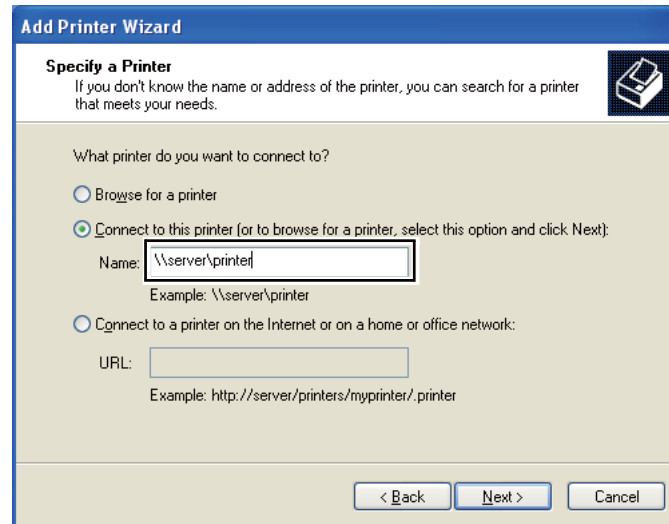 Add Printer Wizard
Specify a Printer
If you don't know the name or address of the printer, you can search for a printer
that meets your needs.
What printer do you want to connect to?
Browse for a printer
Connect to this printer (or to browse for a printer, select this option and click Next):
Name: \\server\printer
Example: \\server\printer
Connect to a printer on the Internet or on a home or office network:
URL:
Example: http://server/printers/myprinter/.printer
< Back Next > Cancel